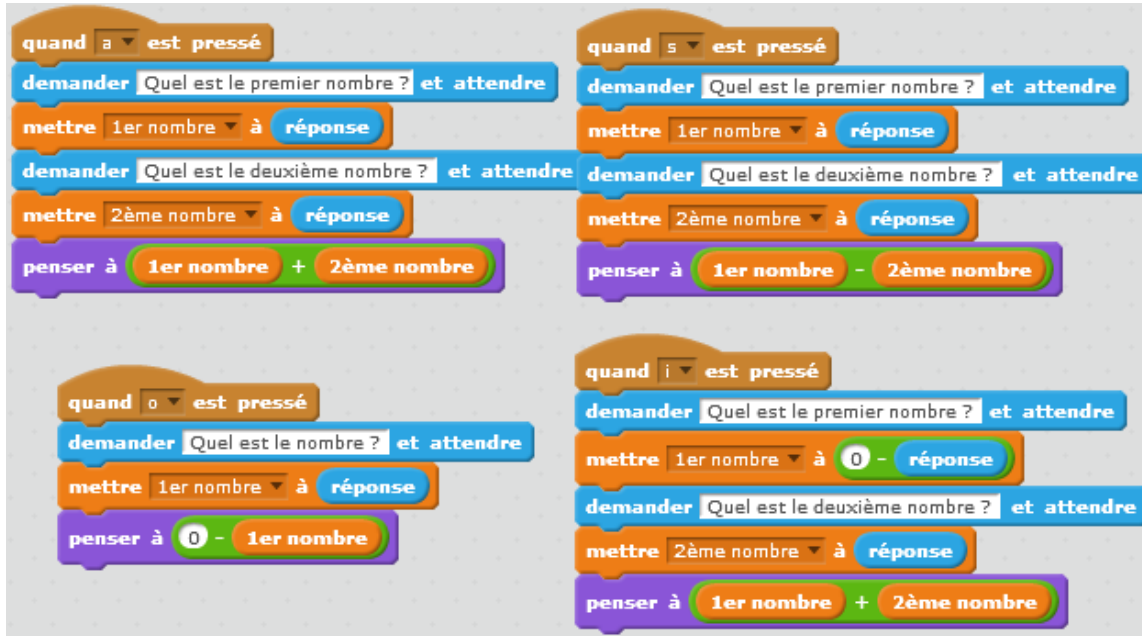 quand a est pressé
demander Quel est le premier nombre ? et attendre
mettre 1er nombre à réponse
demander Quel est le deuxième nombre ? et attendre
mettre 2ème nombre à réponse
penser à 1er nombre + 2ème nombre
quand s est pressé
demander Quel est le premier nombre ? et attendre
mettre 1er nombre à réponse
demander Quel est le deuxième nombre ? et attendre
mettre 2ème nombre à réponse
penser à 1er nombre - 2ème nombre
quand o est pressé
demander Quel est le nombre ? et attendre
mettre 1er nombre à réponse
penser à 0 - 1er nombre
quand i est pressé
demander Quel est le premier nombre ? et attendre
mettre 1er nombre à 0 - réponse
demander Quel est le deuxième nombre ? et attendre
mettre 2ème nombre à réponse
penser à 1er nombre + 2ème nombre